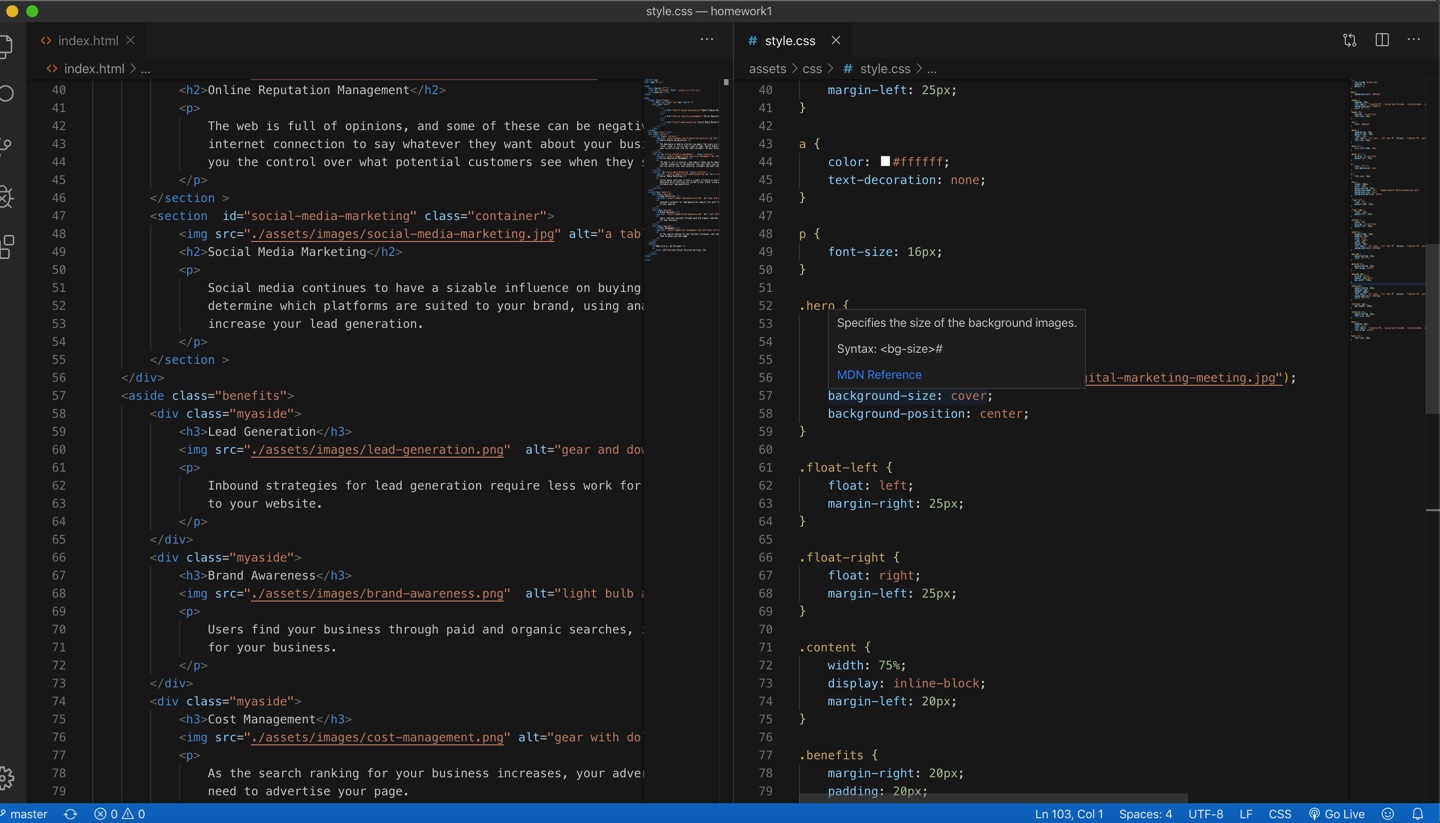 style.css — homework1
index.html
index.html > ...
40 <h2>Online Reputation Management</h2>
41 <p>
42 The web is full of opinions, and some of these can be
43 internet connection to say whatever they want about your
44 you the control over what potential customers see when they
45 </p>
46 </section >
47 <section  id="social-media-marketing" class="container">
48 <img src="./assets/images/social-media-marketing.jpg" alt="a
49 <h2>Social Media Marketing</h2>
50 <p>
51 Social media continues to have a sizable influence on buying
52 determine which platforms are suited to your brand, using
53 increase your lead generation.
54 </p>
55 </section >
56 </div>
57 <aside class="benefits">
58 <div class="myaside">
59 <h3>Lead Generation</h3>
60 <img src="./assets/images/lead-generation.png"  alt="gear and
61 <p>
62 Inbound strategies for lead generation require less work for
63 to your website.
64 </p>
65 </div>
66 <div class="myaside">
67 <h3>Brand Awareness</h3>
68 <img src="./assets/images/brand-awareness.png"  alt="light bulb
69 <p>
70 Users find your business through paid and organic searches,
71 for your business.
72 </p>
73 </div>
74 <div class="myaside">
75 <h3>Cost Management</h3>
76 <img src="./assets/images/cost-management.png" alt="gear with
77 <p>
78 As the search ranking for your business increases, your
79 need to advertise your page.
# style.css
assets > css > # style.css > ...
40 margin-left: 25px;
41 }
42
43 a {
44 color: #ffffff;
45 text-decoration: none;
46 }
47
48 p {
49 font-size: 16px;
50 }
51
52 .hero {
53 Specifies the size of the background images.
54 Syntax: <bg-size>#
55 MDN Reference
56 gital-marketing-meeting.jpg");
57 background-size: cover;
58 background-position: center;
59 }
60
61 .float-left {
62 float: left;
63 margin-right: 25px;
64 }
65
66 .float-right {
67 float: right;
68 margin-left: 25px;
69 }
70
71 .content {
72 width: 75%;
73 display: inline-block;
74 margin-left: 20px;
75 }
76
77 .benefits {
78 margin-right: 20px;
79 padding: 20px;
master 0 0 Ln 103, Col 1 Spaces: 4 UTF-8 LF CSS Go Live